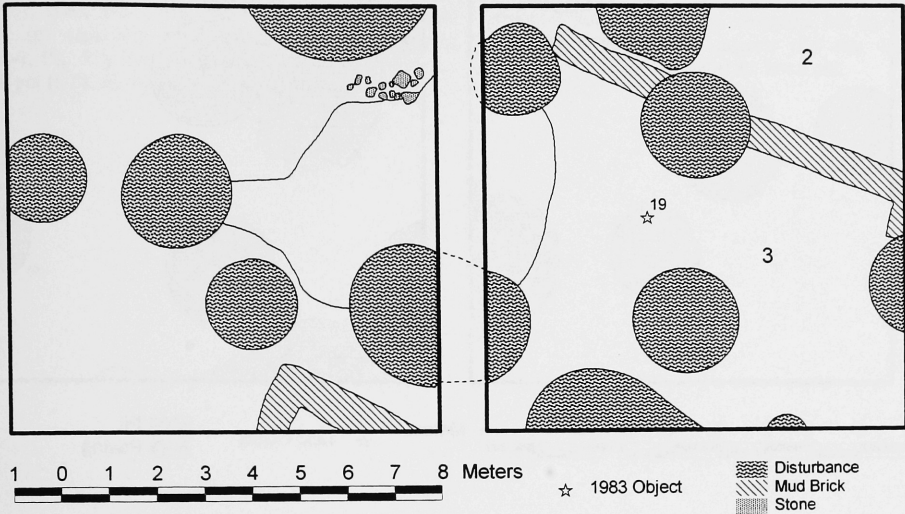 2
19
3
1 0 1 2 3 4 5 6 7 8 Meters
1983 Object
Disturbance
Mud Brick
Stone